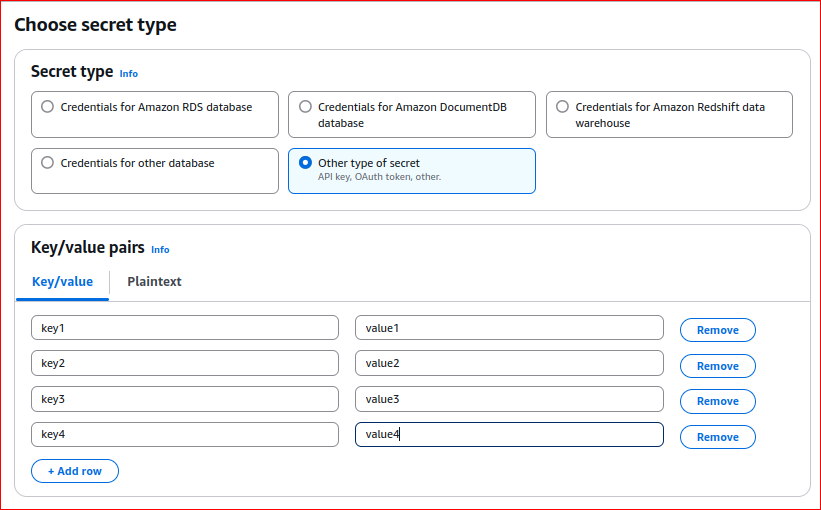 Choose secret type
Secret type Info
Credentials for Amazon RDS database
Credentials for Amazon DocumentDB
database
Credentials for Amazon Redshift data
warehouse
Credentials for other database
Other type of secret
API key, OAuth token, other.
Key/value pairs Info
Key/value Plaintext
key1 value1 Remove
key2 value2 Remove
key3 value3 Remove
key4 value4 Remove
+ Add row